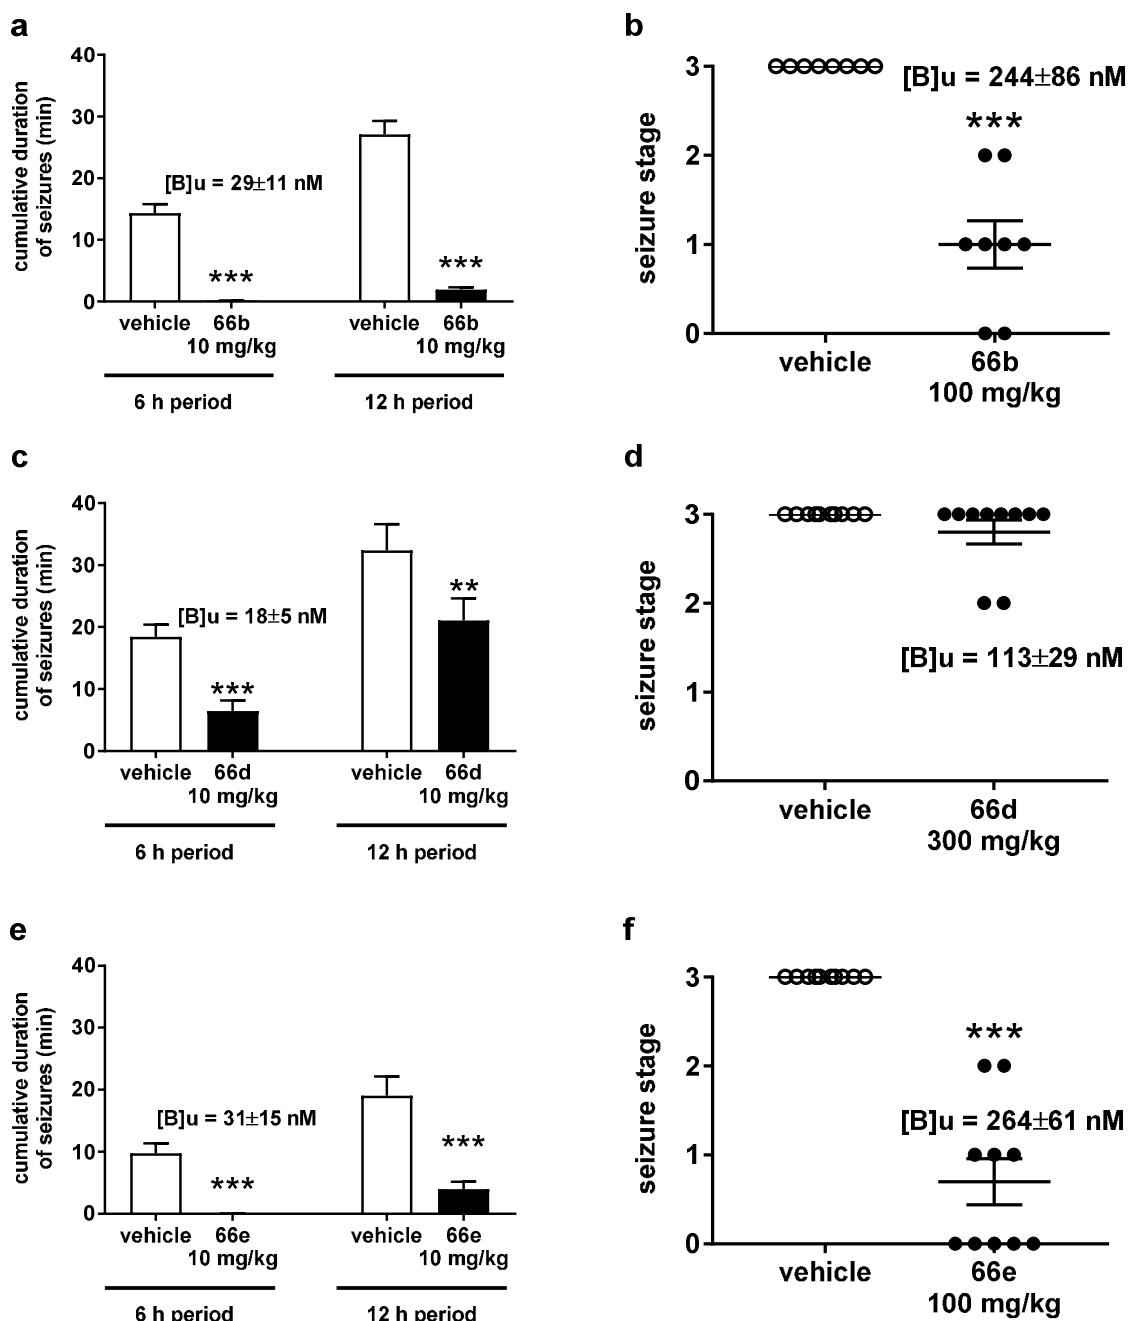 a
cumulative duration
of seizures (min)
40
30
20
10
0
[B]u = 29±11 nM
***
***
vehicle
66b
10 mg/kg
vehicle
66b
10 mg/kg
6 h period
12 h period
b
seizure stage
3
2
1
0
[B]u = 244±86 nM
***
vehicle
66b
100 mg/kg
c
cumulative duration
of seizures (min)
40
30
20
10
0
[B]u = 18±5 nM
***
**
vehicle
66d
10 mg/kg
vehicle
66d
10 mg/kg
6 h period
12 h period
d
seizure stage
3
2
1
0
[B]u = 113±29 nM
vehicle
66d
300 mg/kg
e
cumulative duration
of seizures (min)
40
30
20
10
0
[B]u = 31±15 nM
***
***
vehicle
66e
10 mg/kg
vehicle
66e
10 mg/kg
6 h period
12 h period
f
seizure stage
3
2
1
0
***
[B]u = 264±61 nM
vehicle
66e
100 mg/kg